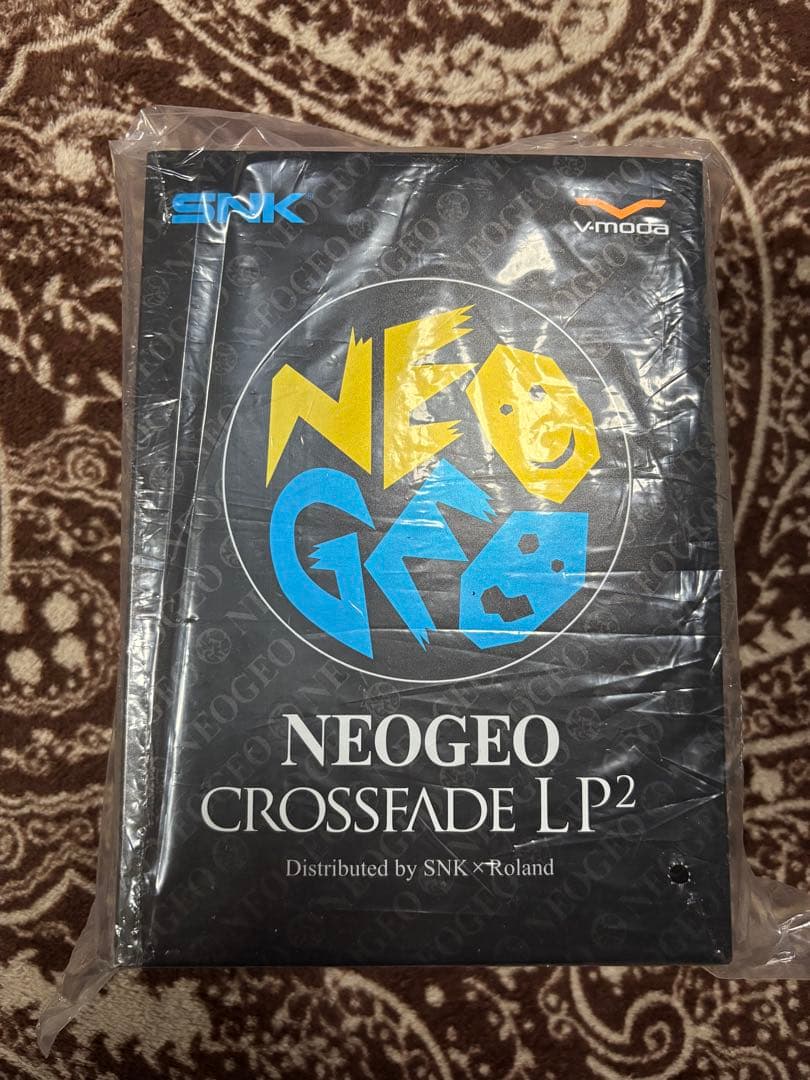 SNK
v-moda
NEO
GEO
NEOGEO
CROSSFADE LP²
Distributed by SNK × Roland